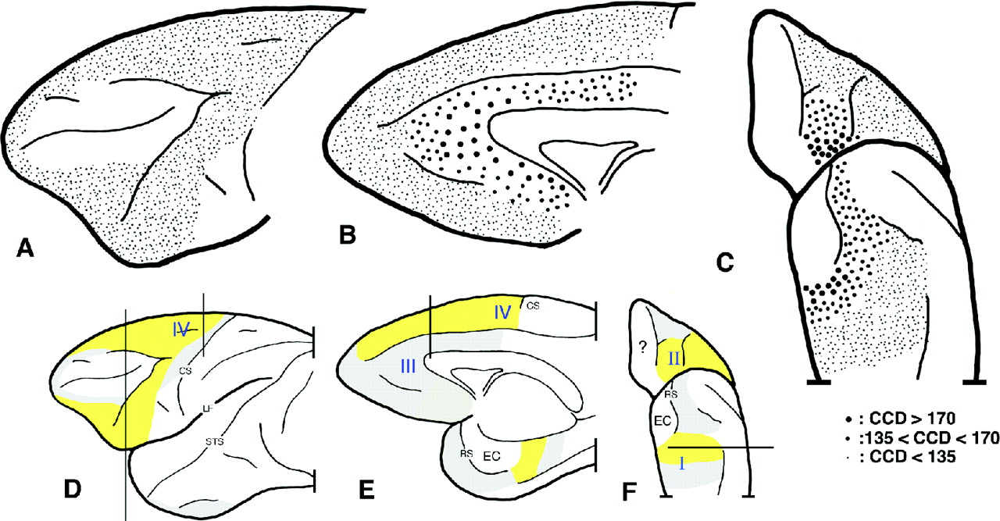 A
B
C
: CCD > 170
:135 < CCD < 170
: CCD < 135
IV
CS
LF
STS
D
IV
CS
III
RS
EC
E
?
II
RS
EC
I
F